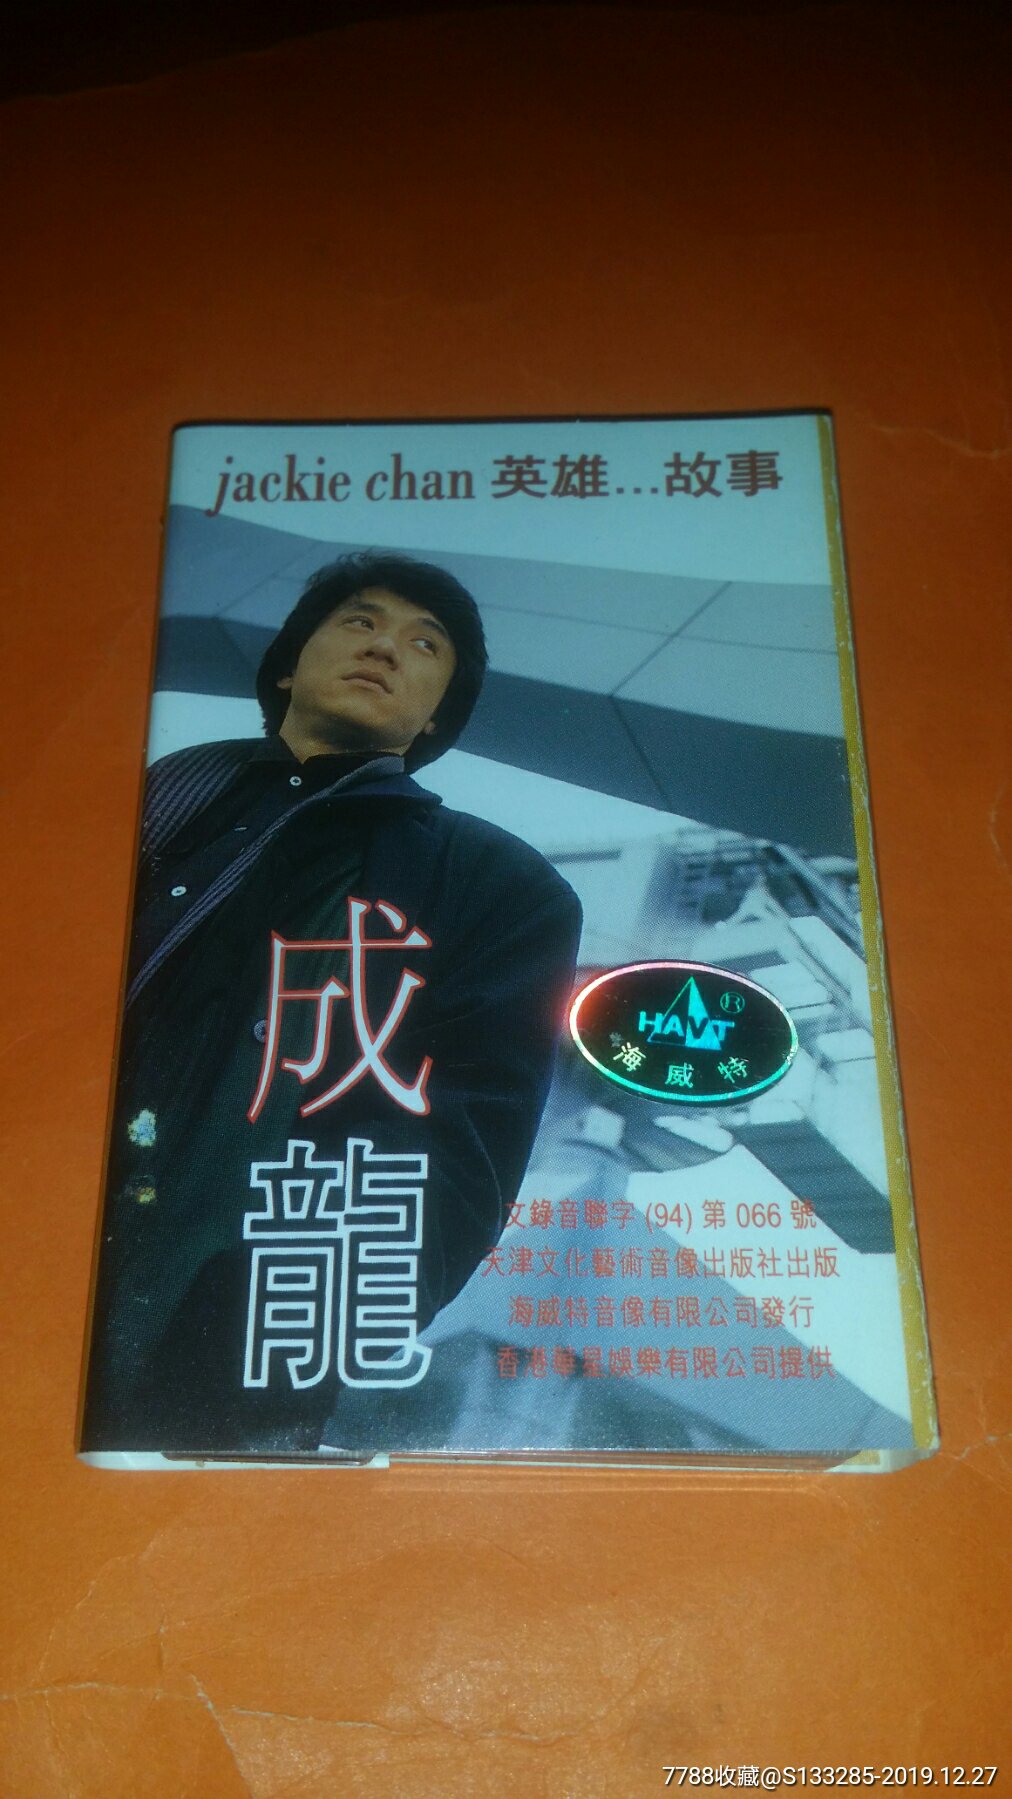 jackie chan 英雄...故事
成
龍
HAVT®
海威特
文錄音聯字 (94) 第 066 號
天津文化藝術音像出版社出版
海威特音像有限公司發行
香港華星娛樂有限公司提供
7788收藏@S133285-2019.12.27